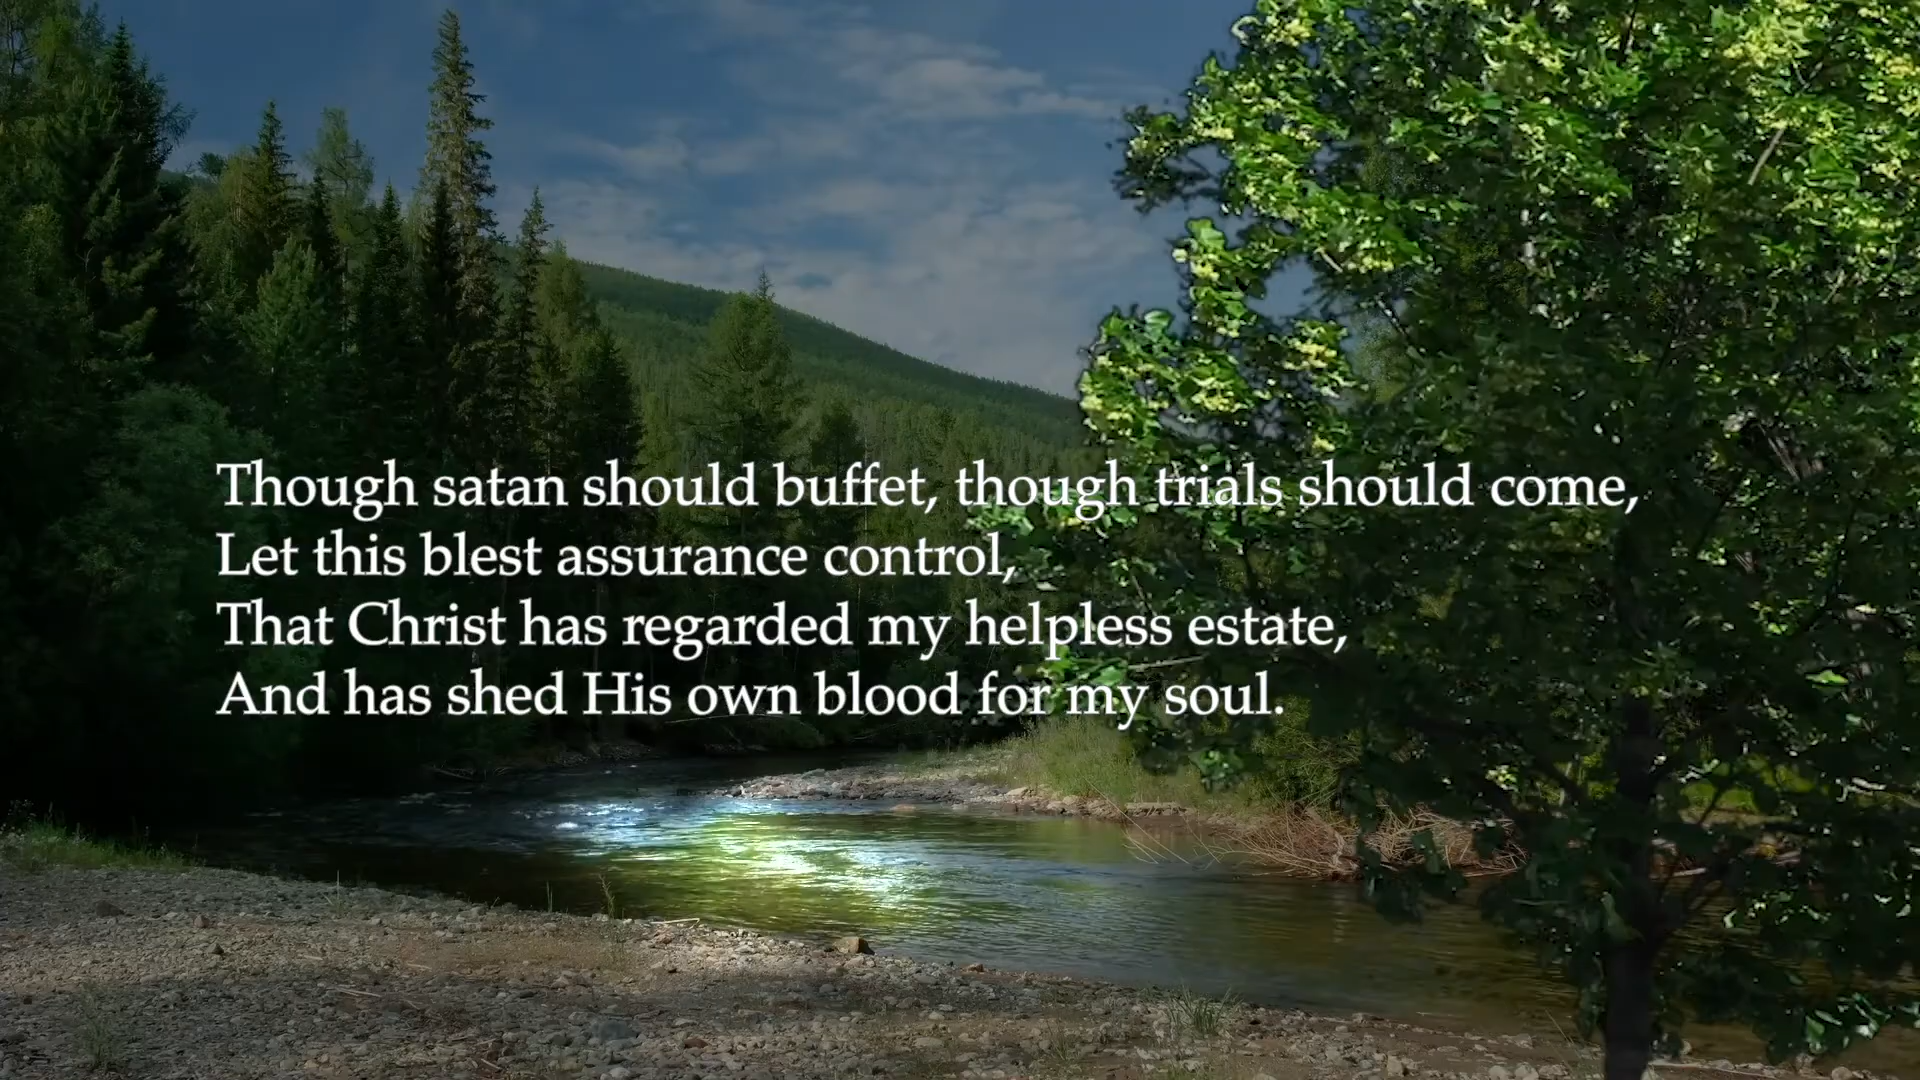 Though satan should buffet, though trials should come,
Let this blest assurance control,
That Christ has regarded my helpless estate,
And has shed His own blood for my soul.